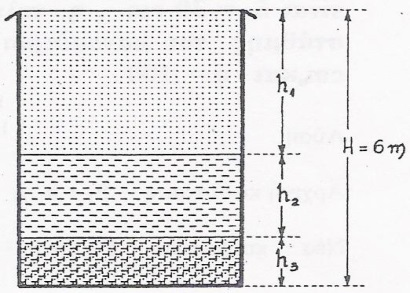 h₁
H = 6 m
h₂
h₃